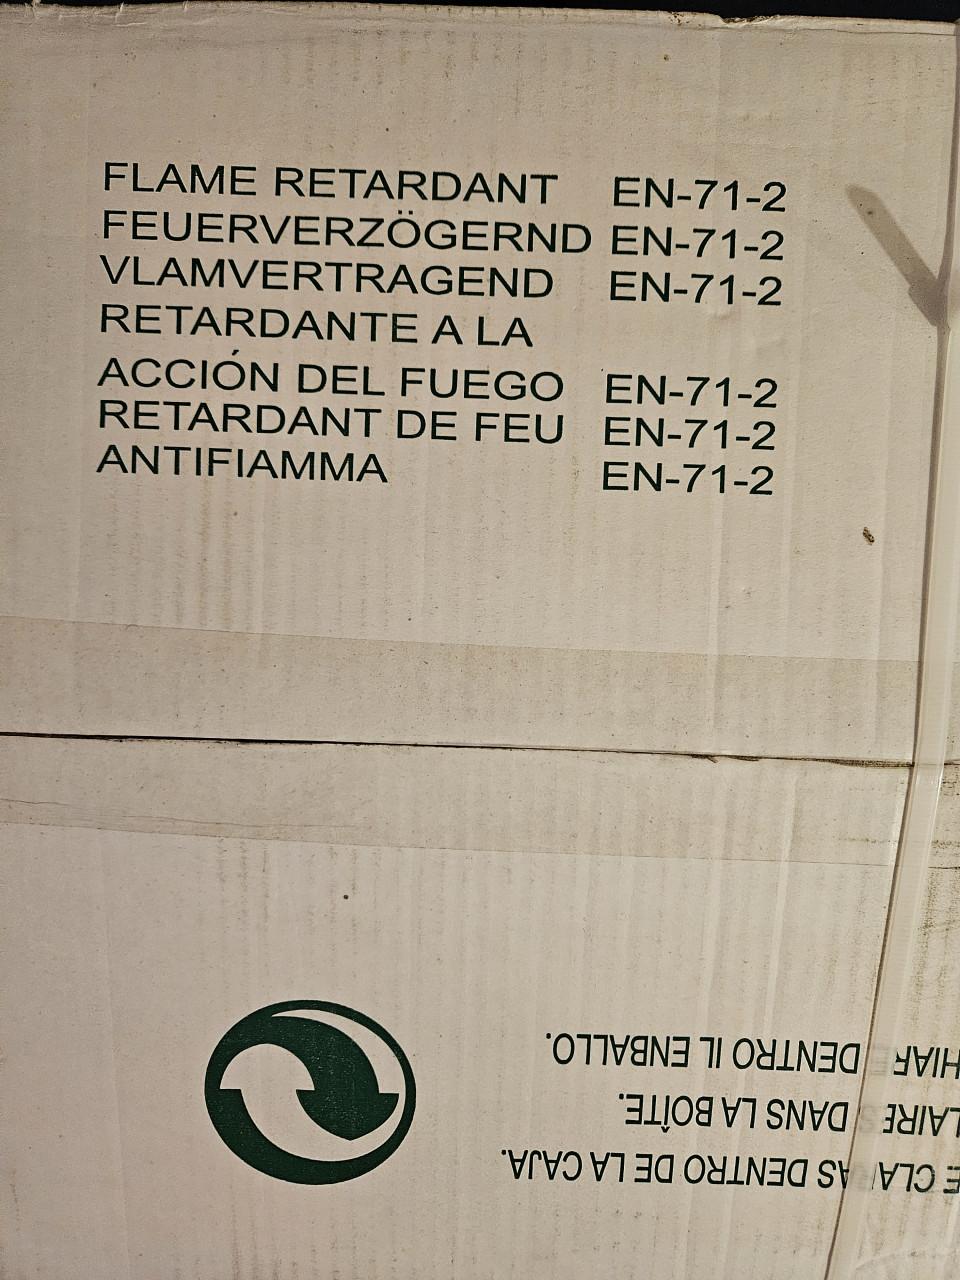 FLAME RETARDANT EN-71-2
FEUERVERZÖGERND EN-71-2
VLAMVERTRAGEND EN-71-2
RETARDANTE A LA
ACCIÓN DEL FUEGO EN-71-2
RETARDANT DE FEU EN-71-2
ANTIFIAMMA EN-71-2
DENTRO DE LA CAJA.
DANS LA BOÎTE.
DENTRO IL ENBALLO.